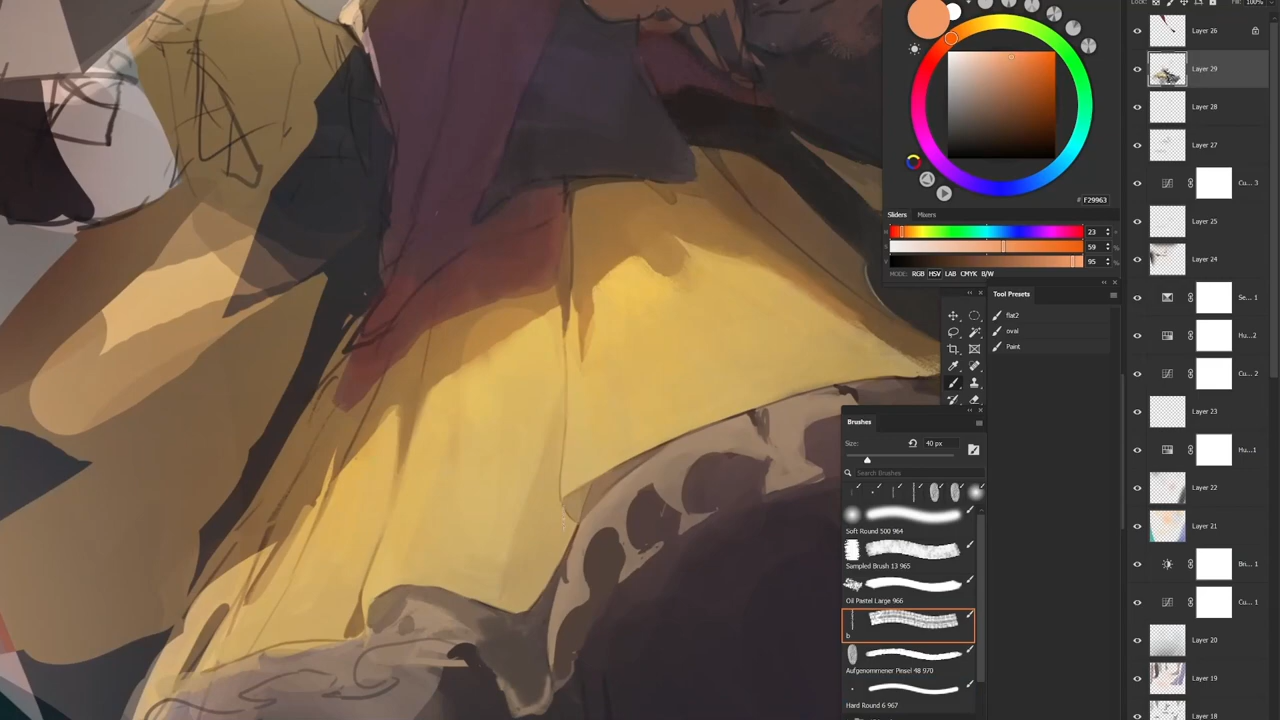 Lock:
Fill: 100%
Layer 26
Layer 29
Layer 28
Layer 27
Cu... 3
Layer 25
Layer 24
Se... 1
Hu...2
Cu... 2
Layer 23
Hu...1
Layer 22
Layer 21
Bn... 1
Cu... 1
Layer 20
Layer 19
Layer 18
# F29963
Sliders Mixers
H 23 °
S 59 %
V 95 %
MODE: RGB HSV LAB CMYK B/W
Tool Presets
flat2
oval
Paint
Brushes
Size: 40 px
Search Brushes
Soft Round 500 964
Sampled Brush 13 965
Oil Pastel Large 966
b
Aufgenommener Pinsel 48 970
Hard Round 6 967